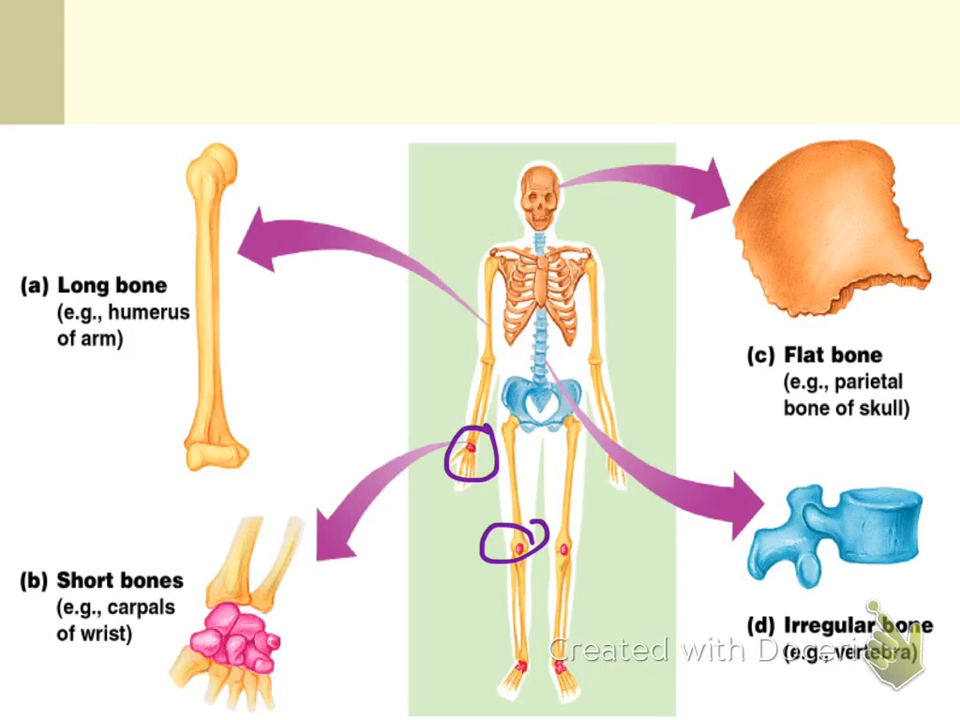 (a) Long bone
(e.g., humerus
of arm)
(b) Short bones
(e.g., carpals
of wrist)
(c) Flat bone
(e.g., parietal
bone of skull)
(d) Irregular bone
(e.g., vertebra)
Created with